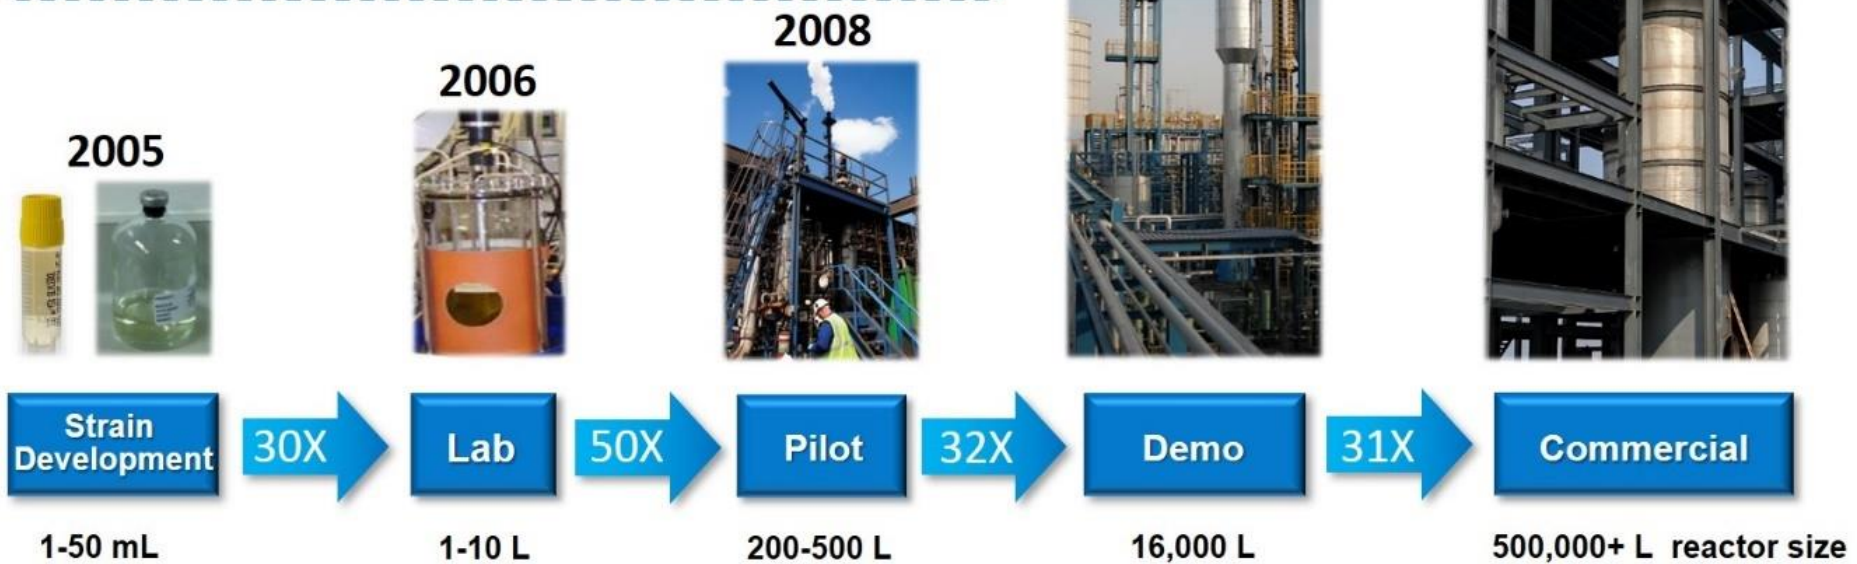 2008
2006
2005
Strain
Development
30X
Lab
50X
Pilot
32X
Demo
31X
Commercial
1-50 mL
1-10 L
200-500 L
16,000 L
500,000+ L reactor size